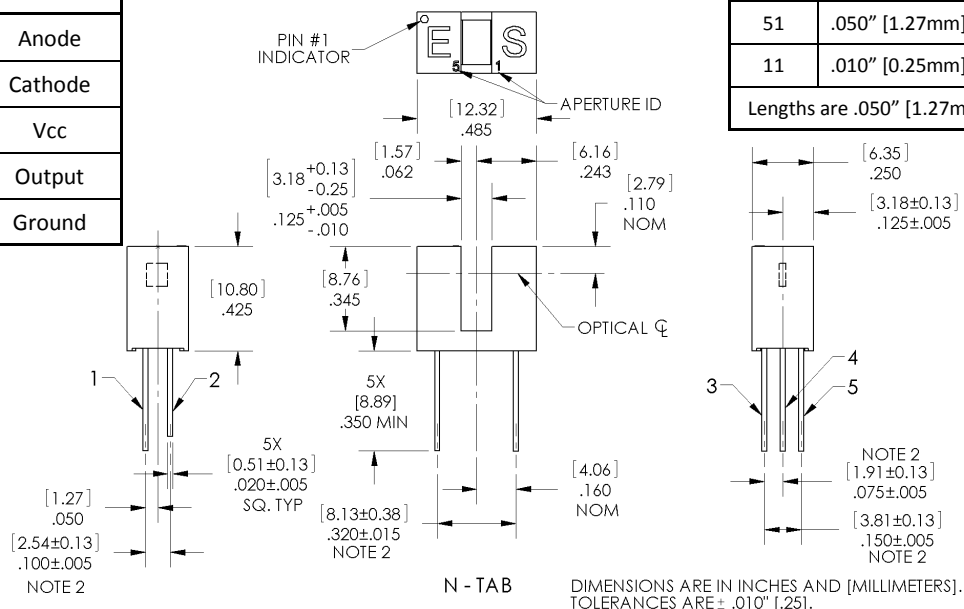 Anode
Cathode
Vcc
Output
Ground
51 .050” [1.27mm]
11 .010” [0.25mm]
Lengths are .050” [1.27m
PIN #1
INDICATOR
E S
5 1
APERTURE ID
[12.32]
.485
[1.57]
.062
[6.16]
.243
[3.18 +0.13 -0.25]
.125 +.005 -.010
[2.79]
.110
NOM
[8.76]
.345
OPTICAL ℄
5X
[8.89]
.350 MIN
[4.06]
.160
NOM
[8.13±0.38]
.320±.015
NOTE 2
N - TAB
[10.80]
.425
1
2
5X
[0.51±0.13]
.020±.005
SQ. TYP
[1.27]
.050
[2.54±0.13]
.100±.005
NOTE 2
[6.35]
.250
[3.18±0.13]
.125±.005
3
4
5
NOTE 2
[1.91±0.13]
.075±.005
[3.81±0.13]
.150±.005
NOTE 2
DIMENSIONS ARE IN INCHES AND [MILLIMETERS].
TOLERANCES ARE ± .010" [.25].